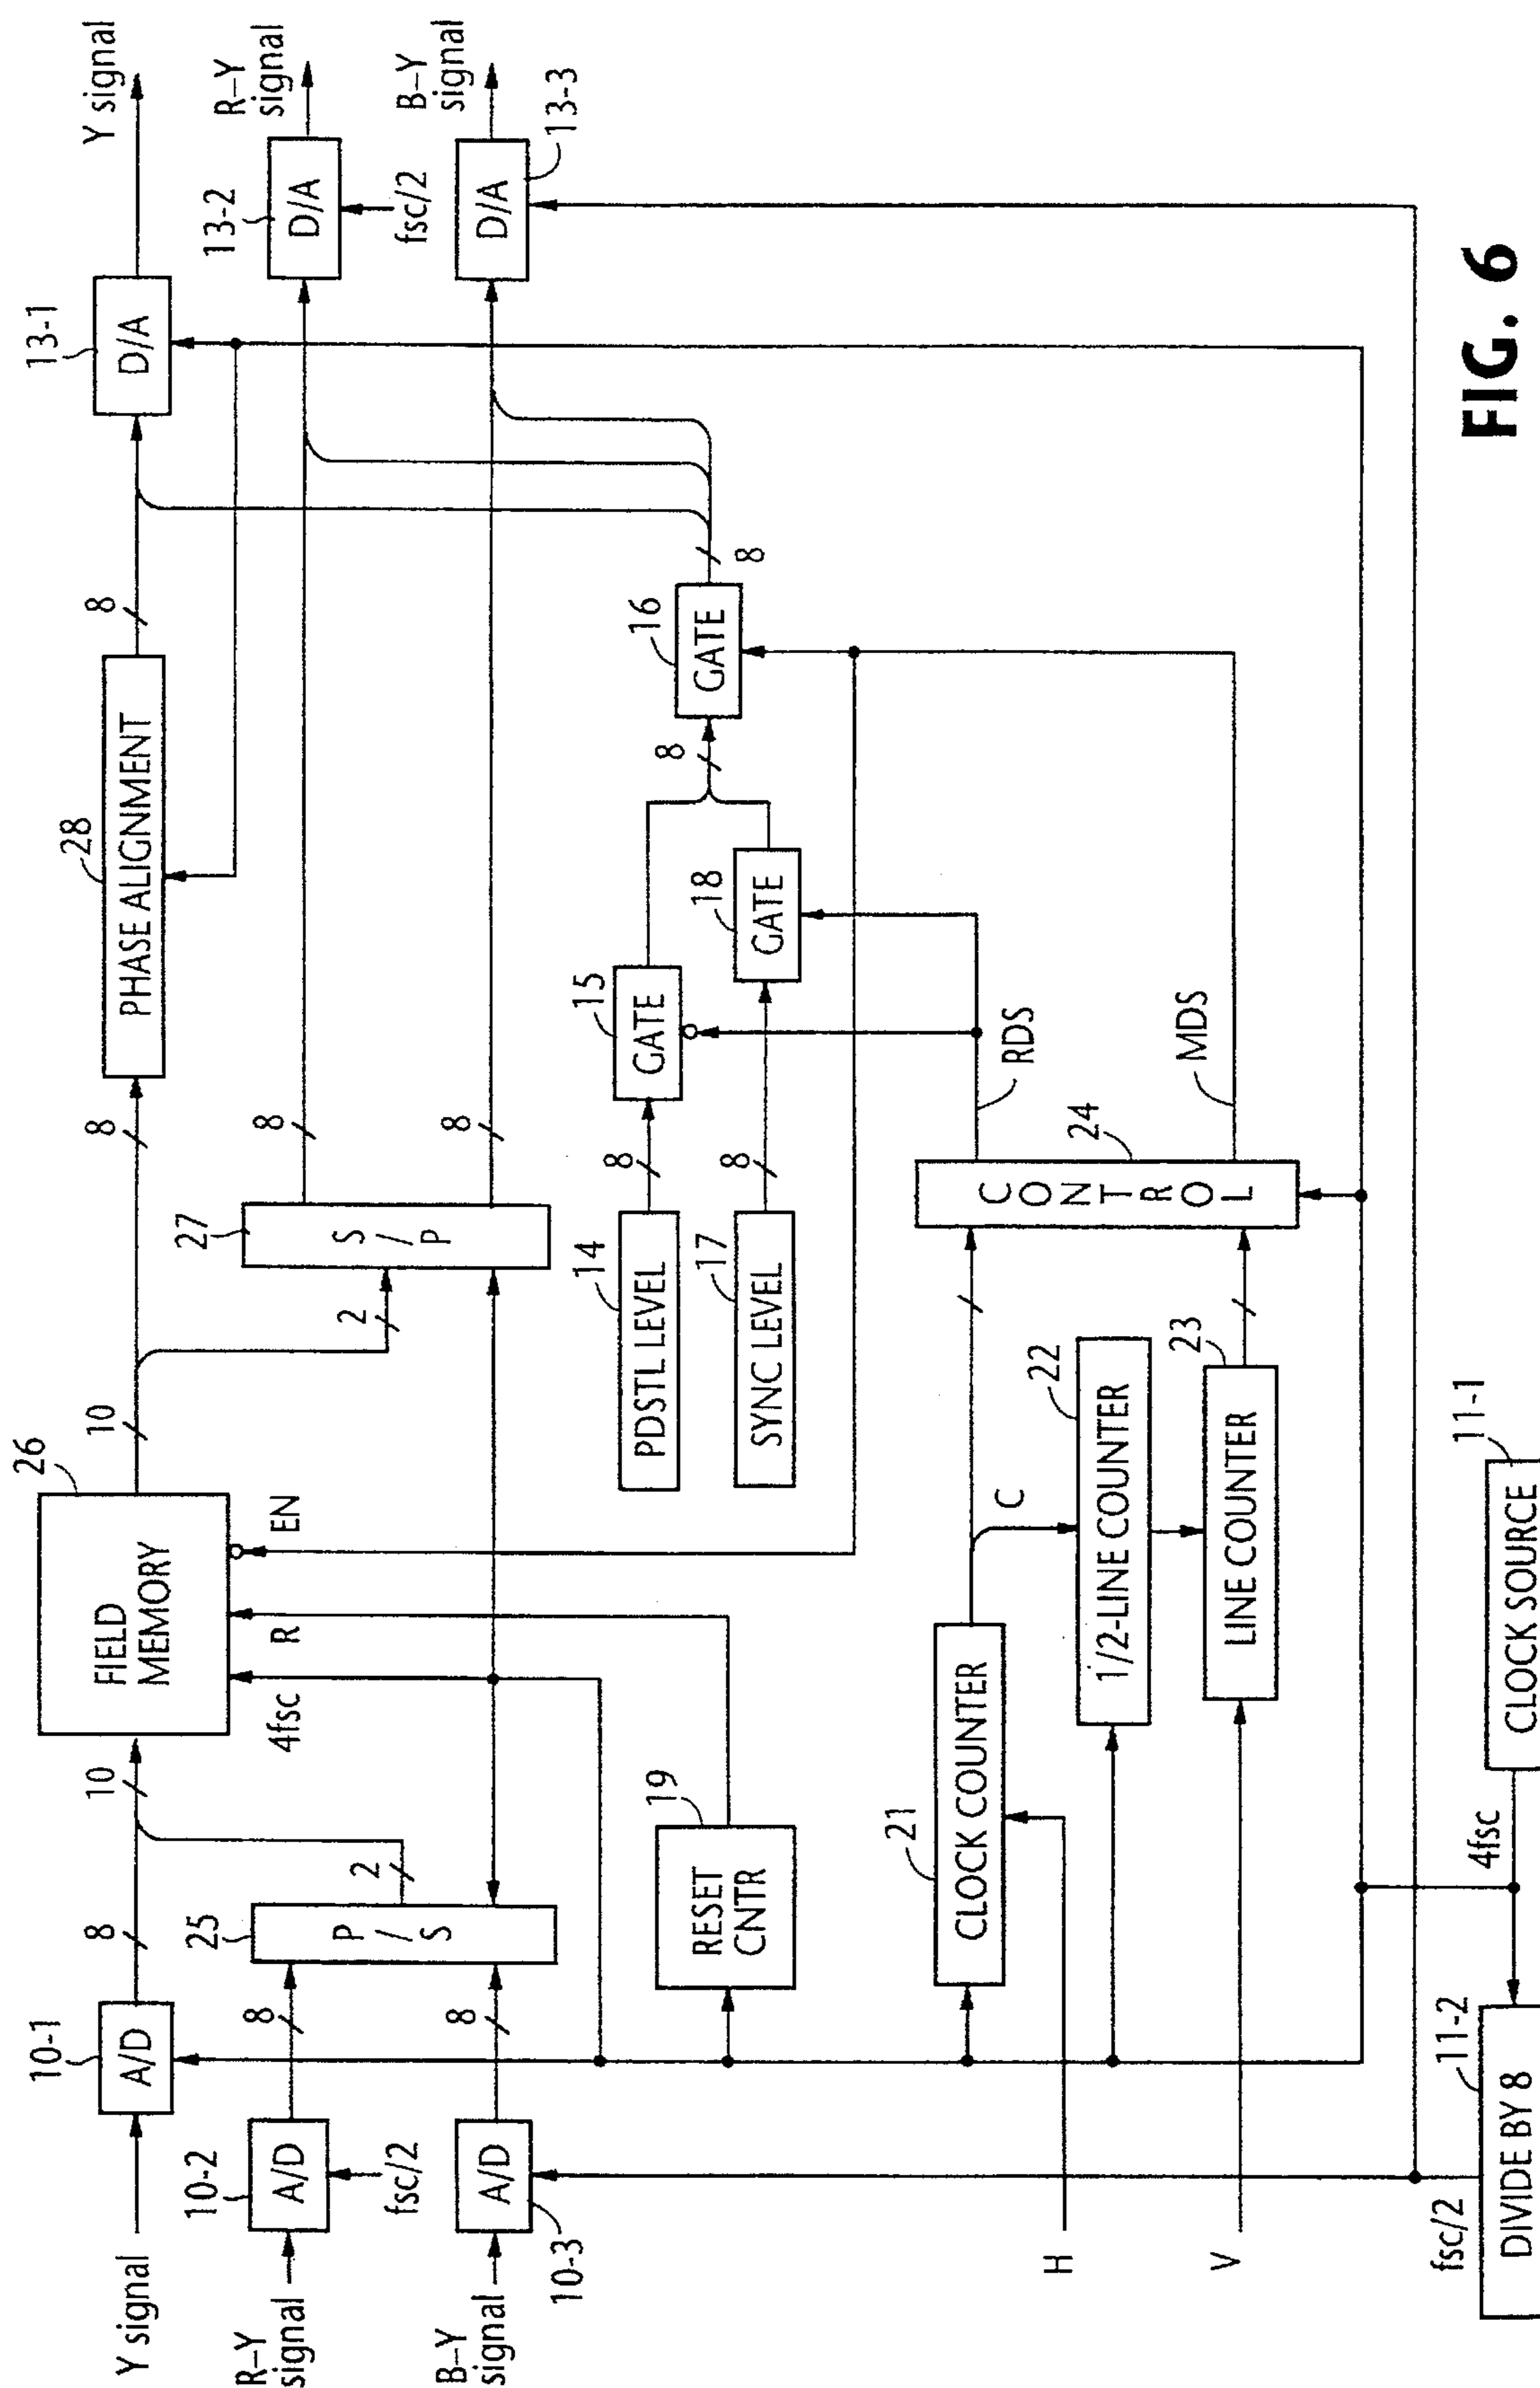 Y signal
10-1
A/D
8
10
26
FIELD
MEMORY
10
8
28
PHASE ALIGNMENT
8
13-1
D/A
Y signal
R–Y
signal
10-2
A/D
fsc/2
8
25
P/S
2
4fsc
R
EN
2
27
S/P
8
13-2
D/A
fsc/2
R–Y
signal
B–Y
signal
10-3
A/D
8
8
13-3
D/A
B–Y
signal
19
RESET
CNTR
14
PDSTL LEVEL
8
15
GATE
17
SYNC LEVEL
8
18
GATE
8
16
GATE
8
21
CLOCK COUNTER
C
22
1/2-LINE COUNTER
23
LINE COUNTER
24
CONTROL
RDS
MDS
H
V
fsc/2
11-2
DIVIDE BY 8
4fsc
11-1
CLOCK SOURCE
FIG. 6